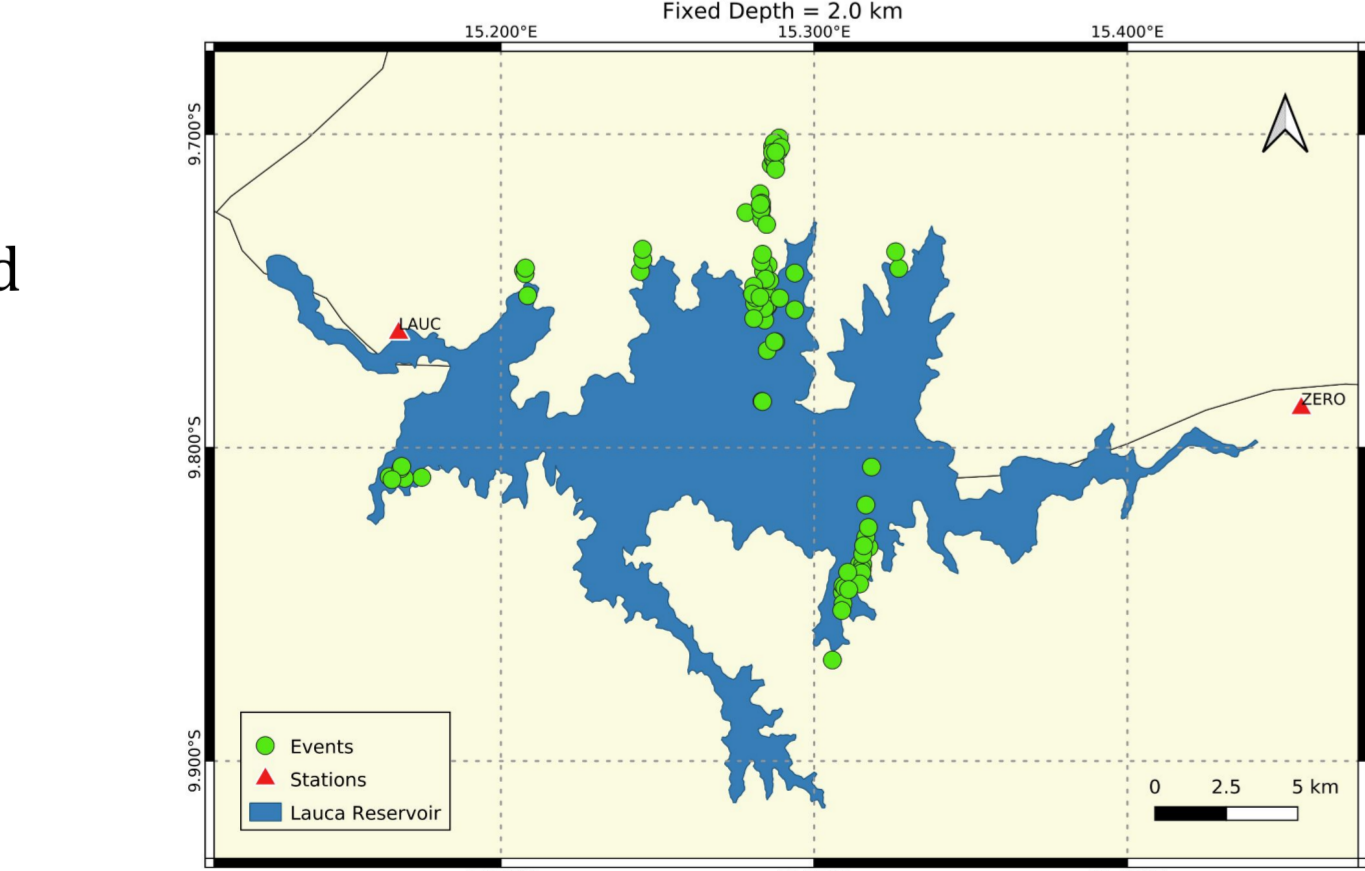 Fixed Depth = 2.0 km
15.200°E 15.300°E 15.400°E
9.700°S
d
LAUC
ZERO
9.800°S
9.900°S
Events
Stations
Lauca Reservoir
0 2.5 5 km